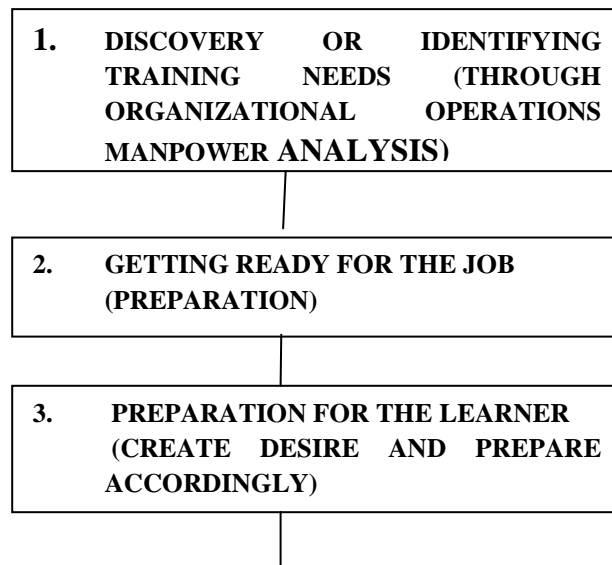 1. DISCOVERY OR IDENTIFYING
TRAINING NEEDS (THROUGH
ORGANIZATIONAL OPERATIONS
MANPOWER ANALYSIS)
2. GETTING READY FOR THE JOB
(PREPARATION)
3. PREPARATION FOR THE LEARNER
(CREATE DESIRE AND PREPARE
ACCORDINGLY)